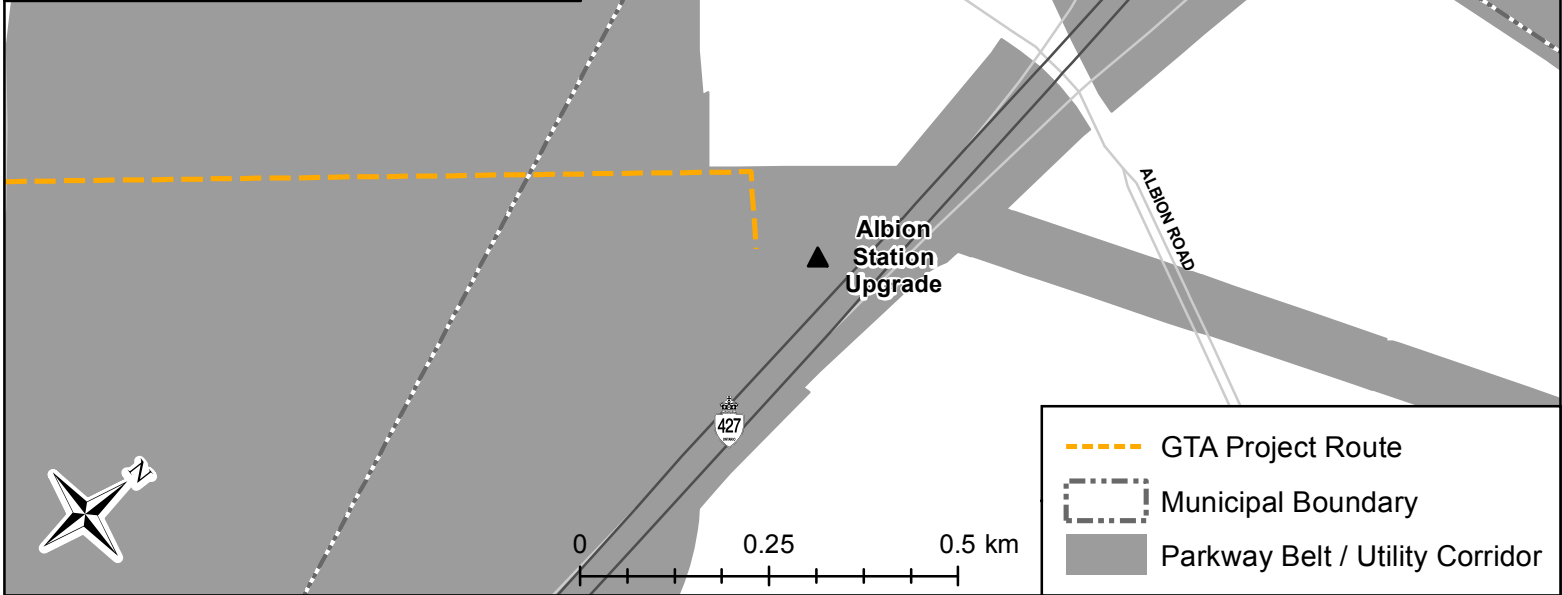 ALBION ROAD
Albion
Station
Upgrade
427
ONTARIO
N
0 0.25 0.5 km
GTA Project Route
Municipal Boundary
Parkway Belt / Utility Corridor